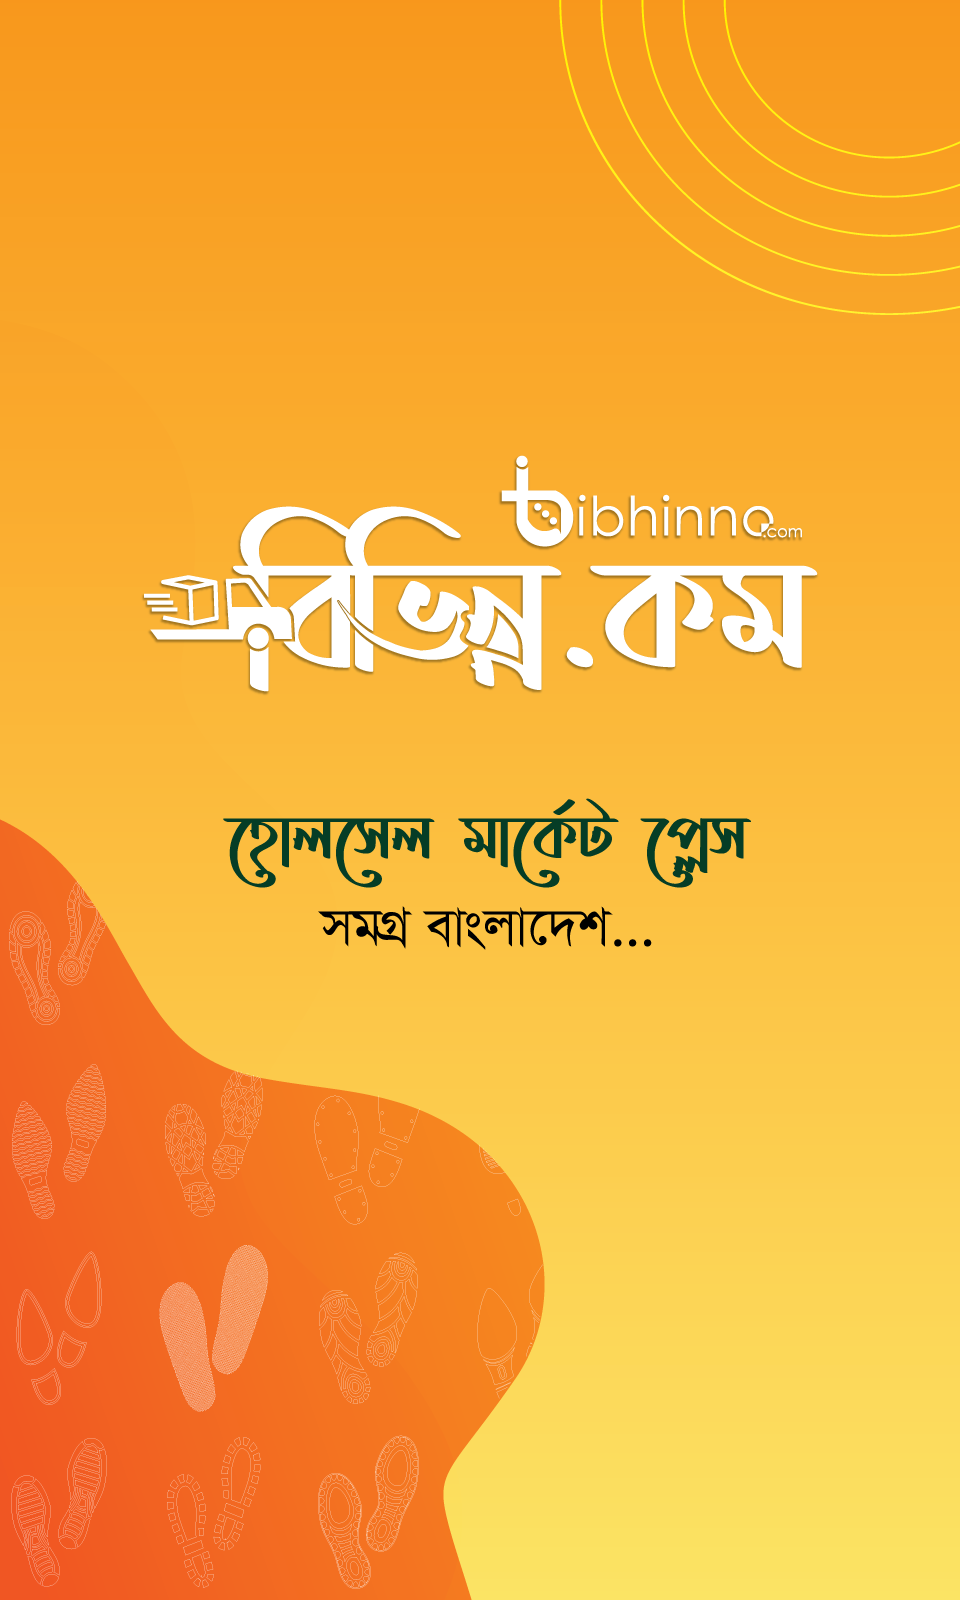 bibhinno.com
বিভিন্ন.কম
হোলসেল মার্কেট প্লেস
সমগ্র বাংলাদেশ...